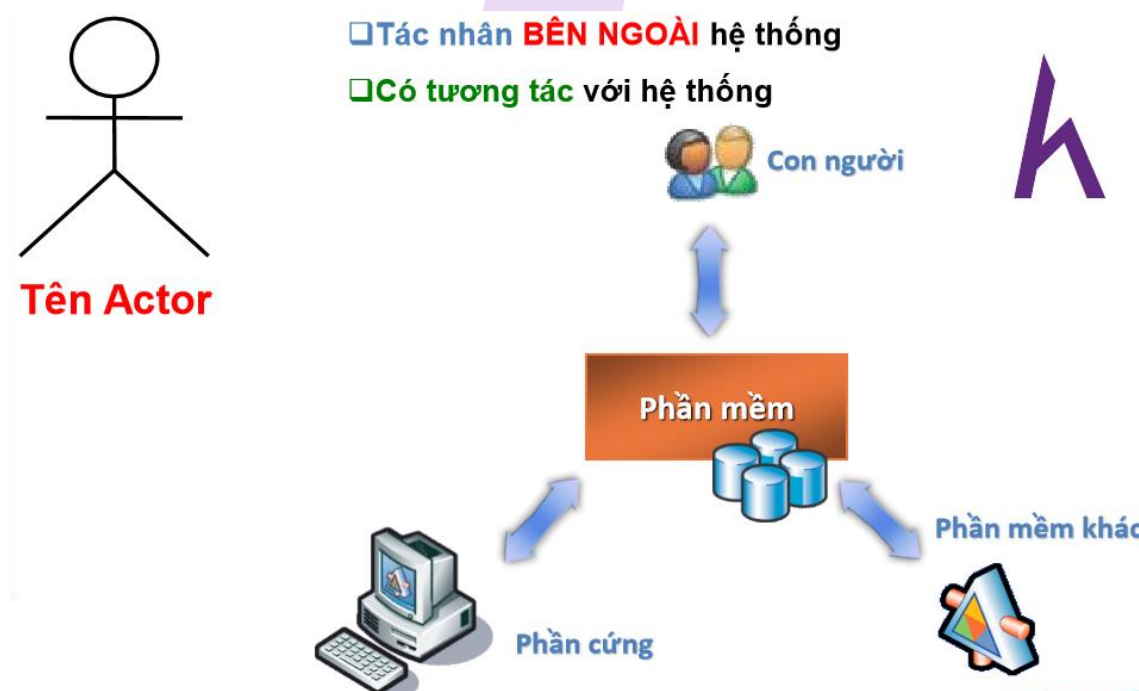 Tác nhân BÊN NGOÀI hệ thống
Có tương tác với hệ thống
Con người
Tên Actor
Phần mềm
Phần mềm khác
Phần cứng